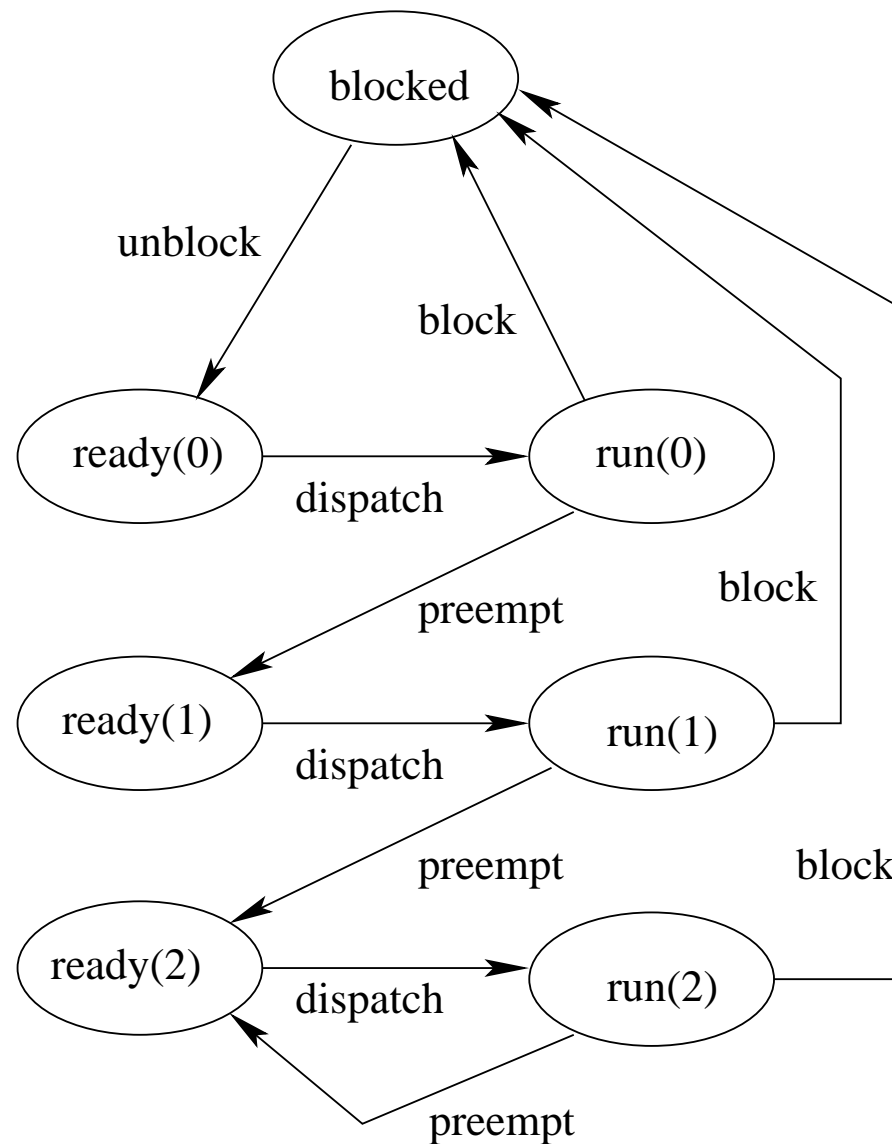 blocked
unblock
block
ready(0)
run(0)
dispatch
block
preempt
ready(1)
run(1)
dispatch
preempt
block
ready(2)
run(2)
dispatch
preempt